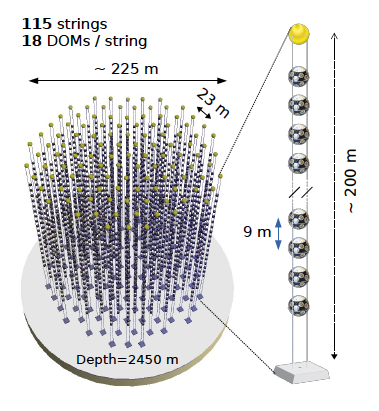 115 strings
18 DOMs / string
~ 225 m
23 m
9 m
~ 200 m
Depth=2450 m